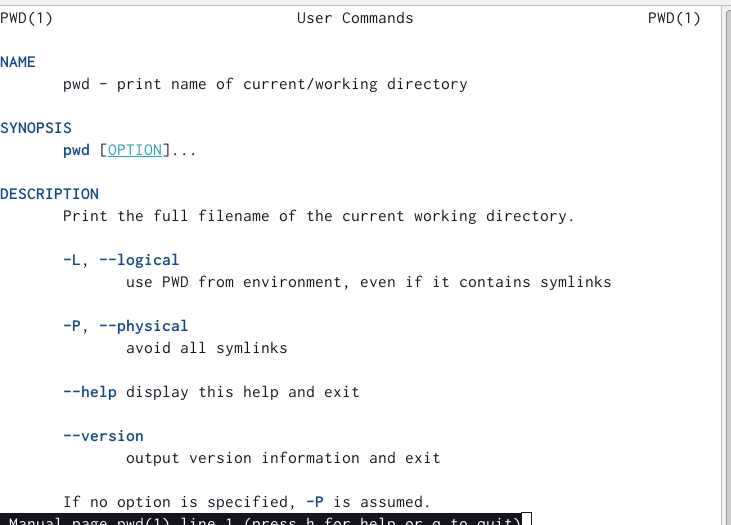 PWD(1) User Commands PWD(1)
NAME
pwd - print name of current/working directory
SYNOPSIS
pwd [OPTION]...
DESCRIPTION
Print the full filename of the current working directory.
-L, --logical
use PWD from environment, even if it contains symlinks
-P, --physical
avoid all symlinks
--help display this help and exit
--version
output version information and exit
If no option is specified, -P is assumed.
Manual page pwd(1) line 1 (press h for help or q to quit)